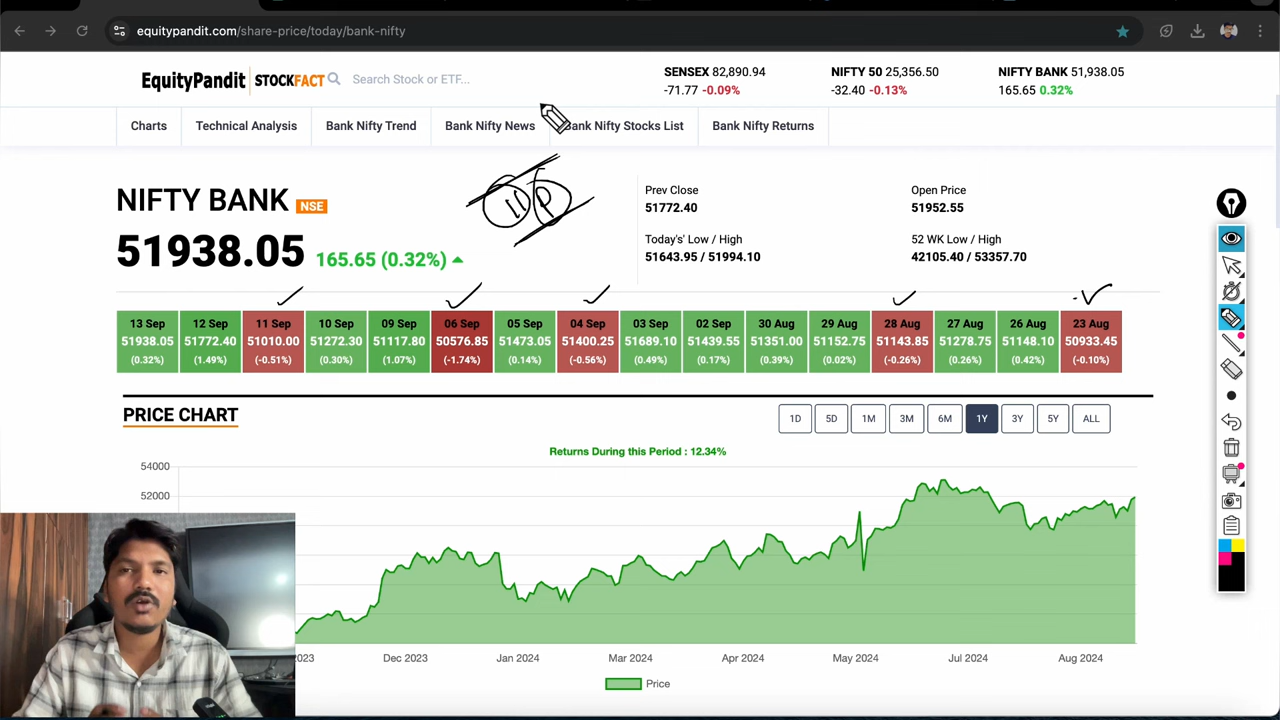 equitypandit.com/share-price/today/bank-nifty
EquityPandit STOCKFACT Search Stock or ETF...
SENSEX 82,890.94 NIFTY 50 25,356.50 NIFTY BANK 51,938.05
-71.77 -0.09% -32.40 -0.13% 165.65 0.32%
Charts Technical Analysis Bank Nifty Trend Bank Nifty News Bank Nifty Stocks List Bank Nifty Returns
NIFTY BANK NSE
51938.05 165.65 (0.32%)
Prev Close Open Price
51772.40 51952.55
Today's' Low / High 52 WK Low / High
51643.95 / 51994.10 42105.40 / 53357.70
13 Sep 12 Sep 11 Sep 10 Sep 09 Sep 06 Sep 05 Sep 04 Sep 03 Sep 02 Sep 30 Aug 29 Aug 28 Aug 27 Aug 26 Aug 23 Aug
51938.05 51772.40 51010.00 51272.30 51117.80 50576.85 51473.05 51400.25 51689.10 51439.55 51351.00 51152.75 51143.85 51278.75 51148.10 50933.45
(0.32%) (1.49%) (-0.51%) (0.30%) (1.07%) (-1.74%) (0.14%) (-0.56%) (0.49%) (0.17%) (0.39%) (0.02%) (-0.26%) (0.26%) (0.42%) (-0.10%)
PRICE CHART
1D 5D 1M 3M 6M 1Y 3Y 5Y ALL
Returns During this Period : 12.34%
54000
52000
2023 Dec 2023 Jan 2024 Mar 2024 Apr 2024 May 2024 Jul 2024 Aug 2024
Price